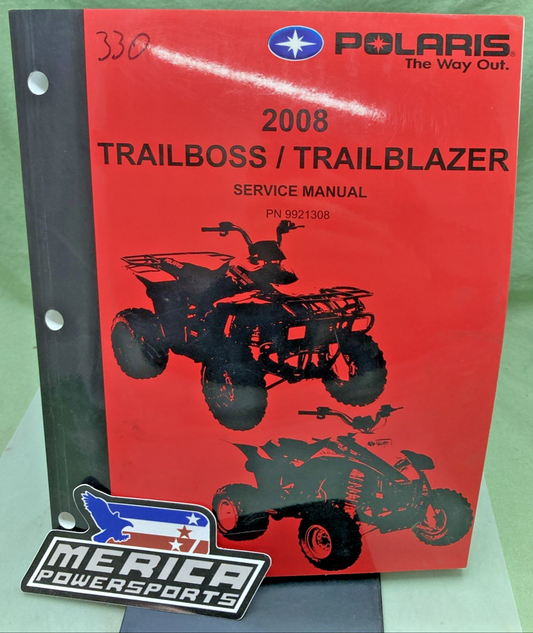 330
POLARIS®
The Way Out.
2008
TRAILBOSS / TRAILBLAZER
SERVICE MANUAL
PN 9921308
MERICA
POWERSPORTS